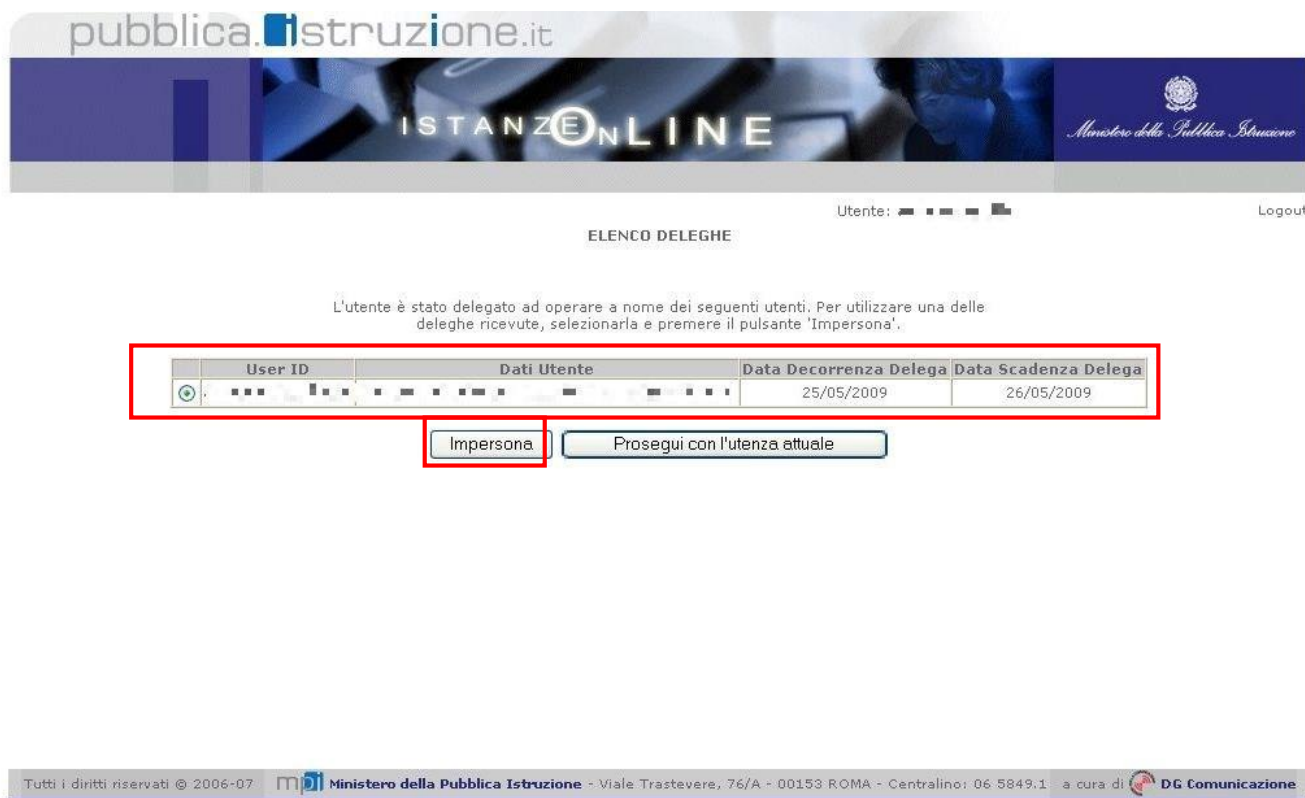 pubblica.istruzione.it
ISTANZE ONLINE
Ministero della Pubblica Istruzione
Utente:
Logout
ELENCO DELEGHE
L'utente è stato delegato ad operare a nome dei seguenti utenti. Per utilizzare una delle
deleghe ricevute, selezionarla e premere il pulsante 'Impersona'.
User ID Dati Utente Data Decorrenza Delega Data Scadenza Delega
25/05/2009 26/05/2009
Impersona Prosegui con l'utenza attuale
Tutti i diritti riservati © 2006-07 mpi Ministero della Pubblica Istruzione - Viale Trastevere, 76/A - 00153 ROMA - Centralino: 06 5849.1 a cura di DG Comunicazione